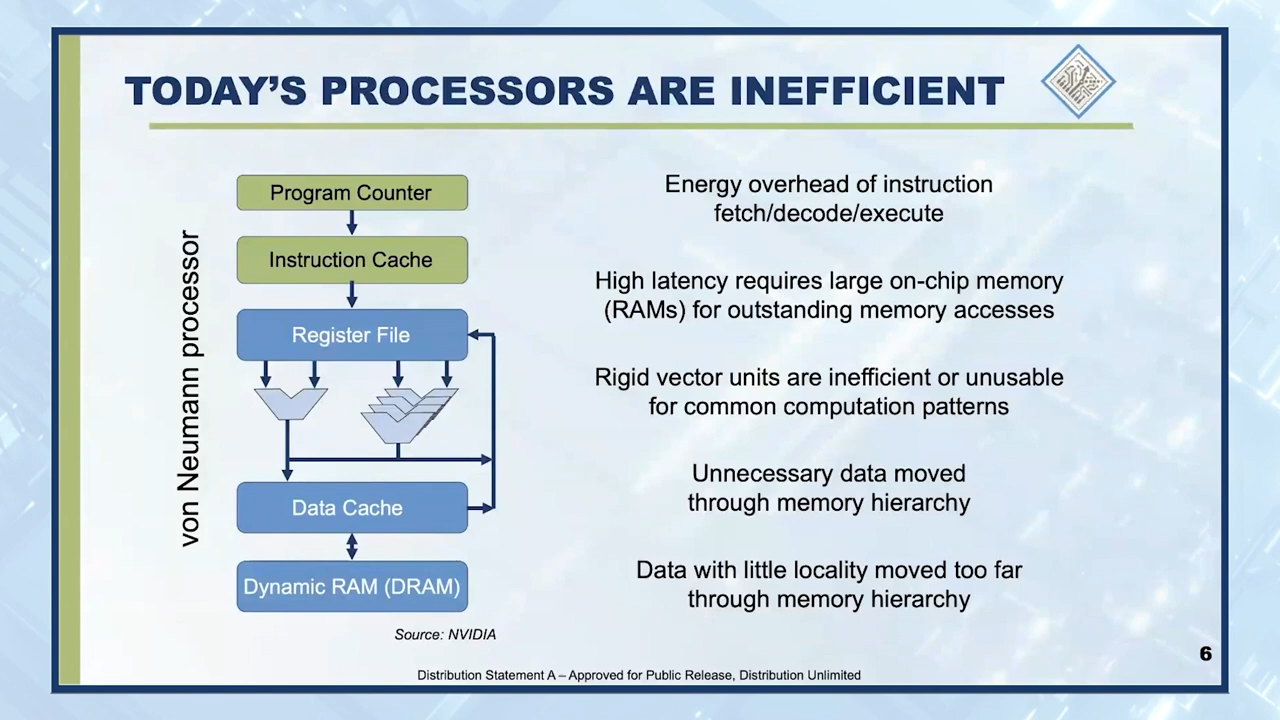 TODAY'S PROCESSORS ARE INEFFICIENT
von Neumann processor
Program Counter
Instruction Cache
Register File
Data Cache
Dynamic RAM (DRAM)
Source: NVIDIA
Energy overhead of instruction
fetch/decode/execute
High latency requires large on-chip memory
(RAMs) for outstanding memory accesses
Rigid vector units are inefficient or unusable
for common computation patterns
Unnecessary data moved
through memory hierarchy
Data with little locality moved too far
through memory hierarchy
6
Distribution Statement A – Approved for Public Release, Distribution Unlimited